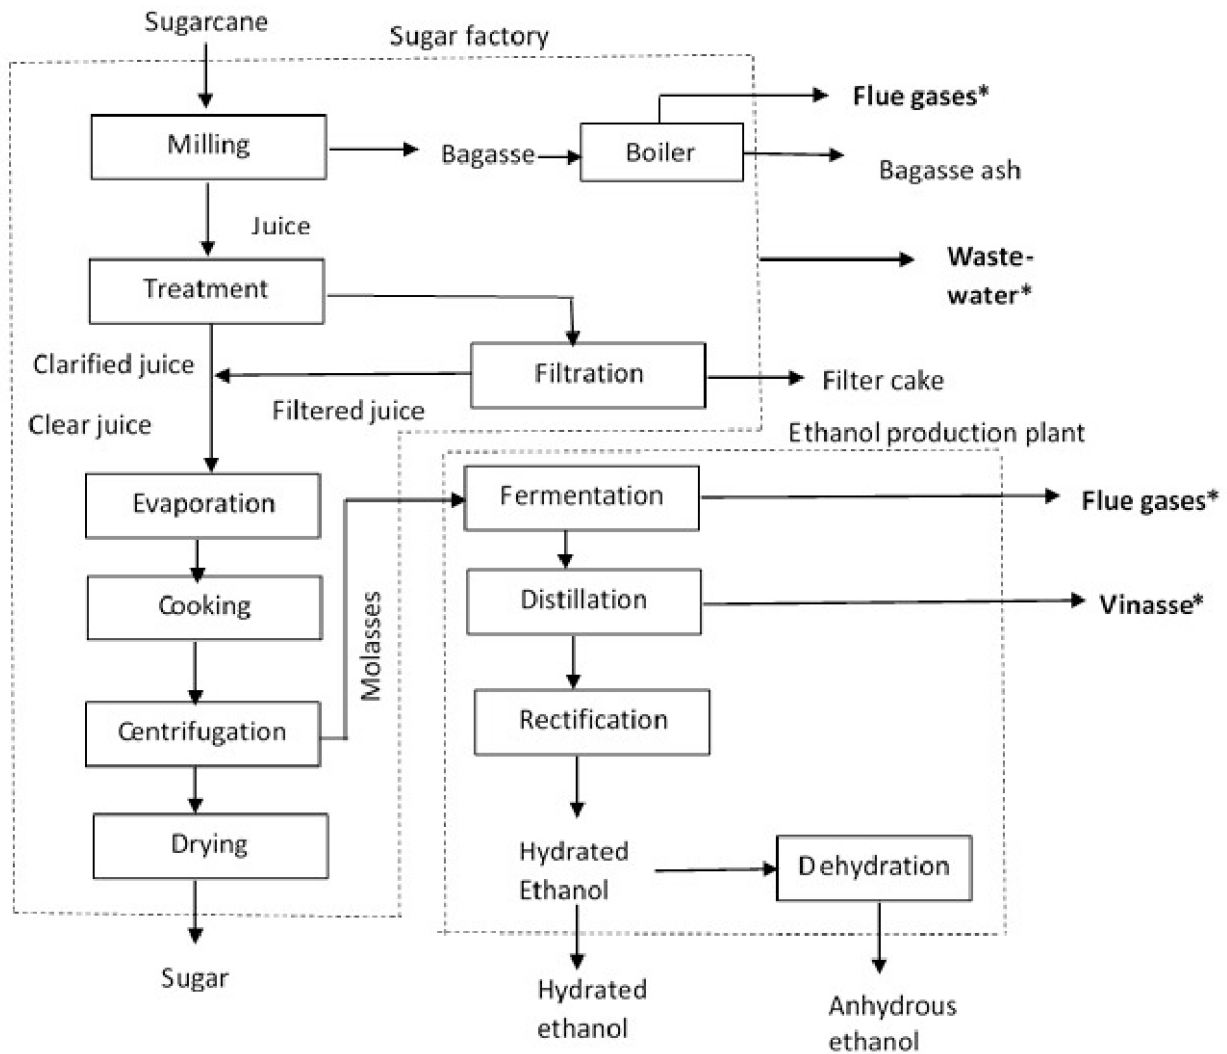 Sugarcane
Sugar factory
Flue gases*
Milling
Bagasse
Boiler
Bagasse ash
Juice
Waste-
water*
Treatment
Clarified juice
Filtration
Filter cake
Filtered juice
Clear juice
Ethanol production plant
Evaporation
Fermentation
Flue gases*
Cooking
Distillation
Vinasse*
Molasses
Centrifugation
Rectification
Drying
Hydrated
Ethanol
Dehydration
Sugar
Hydrated
ethanol
Anhydrous
ethanol